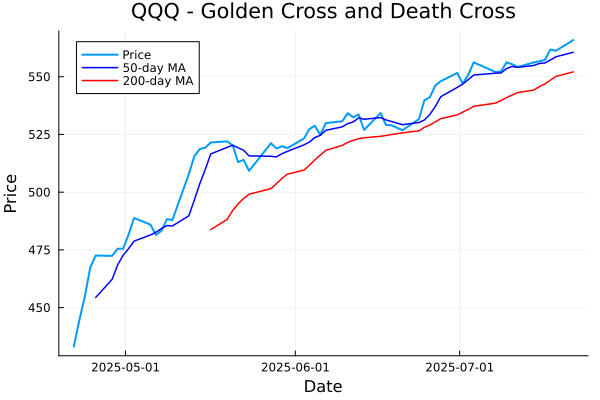 QQQ - Golden Cross and Death Cross
Price
50-day MA
200-day MA
550
525
500
475
450
Price
2025-05-01
2025-06-01
2025-07-01
Date